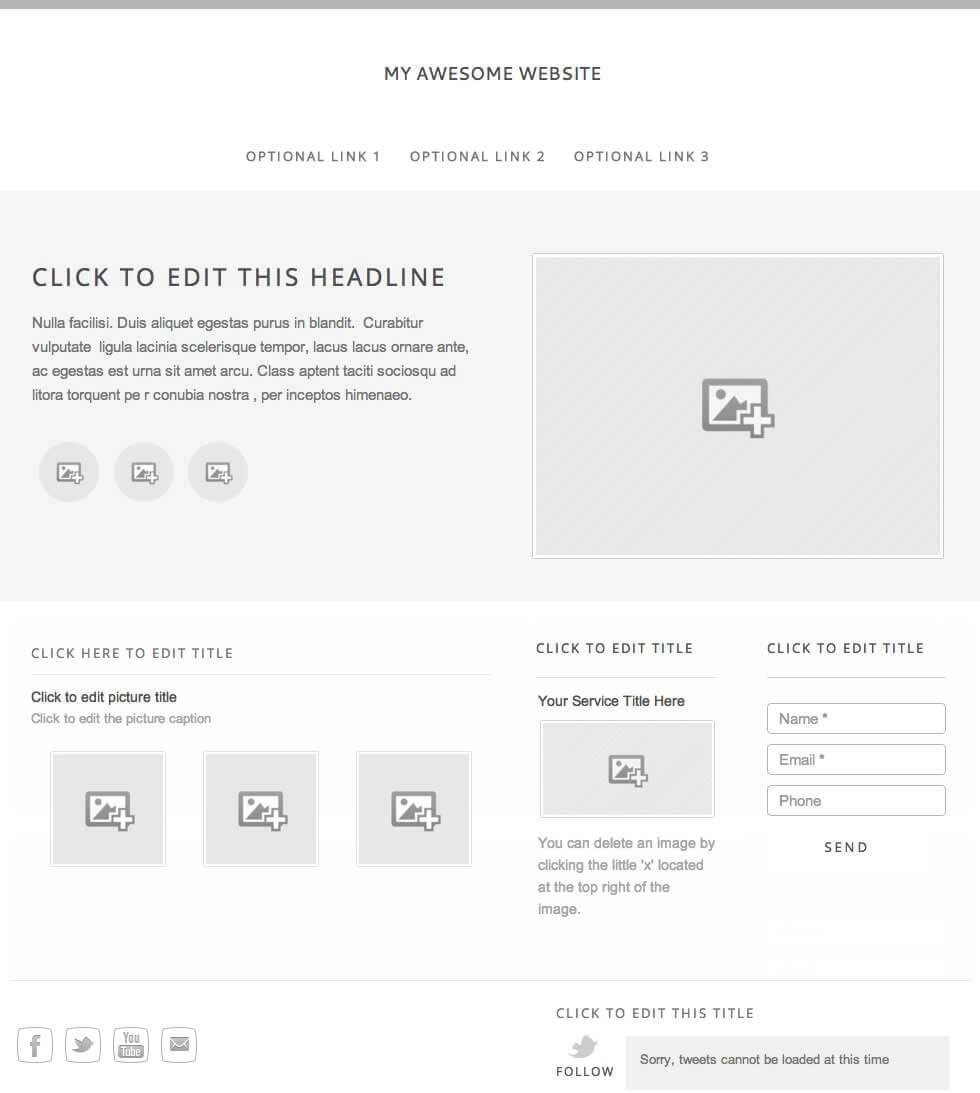 MY AWESOME WEBSITE
OPTIONAL LINK 1 OPTIONAL LINK 2 OPTIONAL LINK 3
CLICK TO EDIT THIS HEADLINE
Nulla facilisi. Duis aliquet egestas purus in blandit. Curabitur
vulputate ligula lacinia scelerisque tempor, lacus lacus ornare ante,
ac egestas est urna sit amet arcu. Class aptent taciti sociosqu ad
litora torquent pe r conubia nostra , per inceptos himenaeo.
CLICK HERE TO EDIT TITLE
Click to edit picture title
Click to edit the picture caption
CLICK TO EDIT TITLE
Your Service Title Here
You can delete an image by
clicking the little 'x' located
at the top right of the
image.
CLICK TO EDIT TITLE
Name *
Email *
Phone
SEND
You
Tube
CLICK TO EDIT THIS TITLE
FOLLOW
Sorry, tweets cannot be loaded at this time